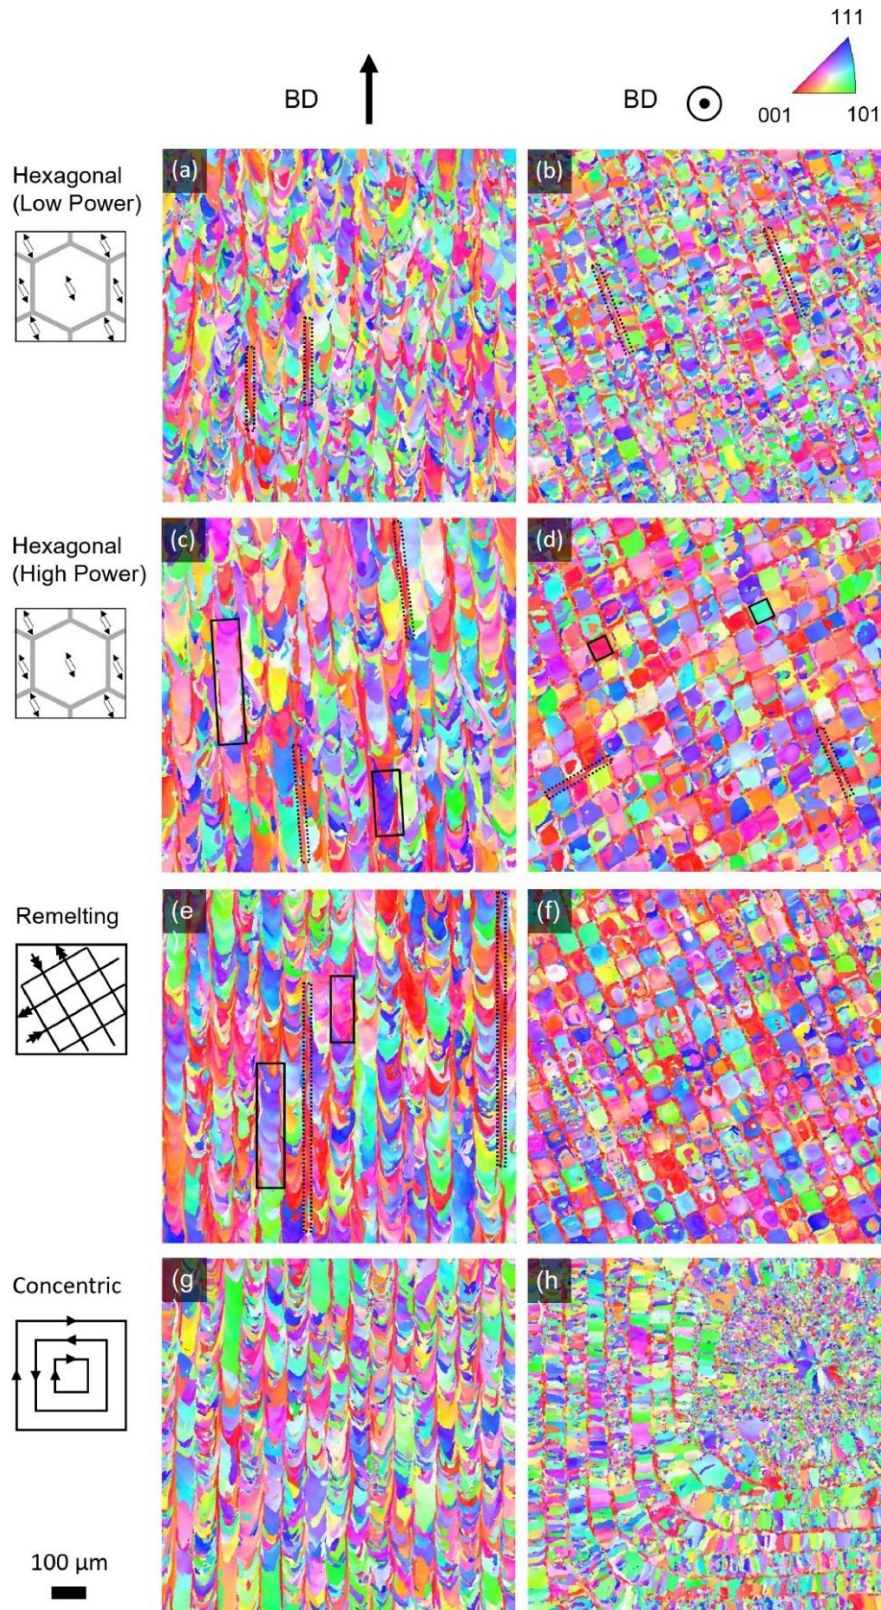 111
BD
BD
001
101
Hexagonal
(Low Power)
(a)
(b)
Hexagonal
(High Power)
(c)
(d)
Remelting
(e
)
(f)
Concentric
(g
)
(h
100 μm